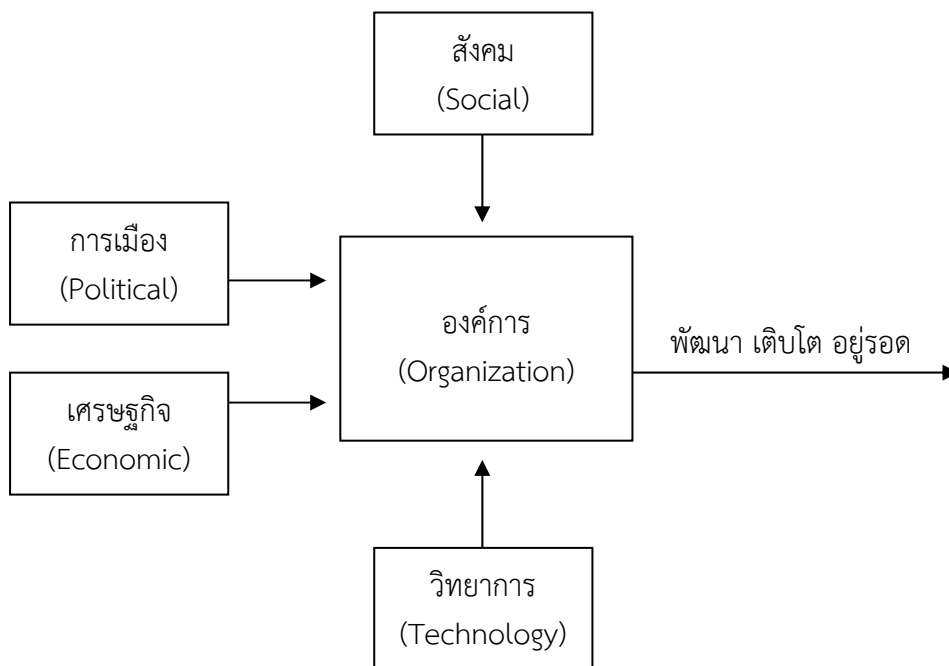 สังคม
(Social)
การเมือง
(Political)
องค์การ
(Organization)
พัฒนา เติบโต อยู่รอด
เศรษฐกิจ
(Economic)
วิทยาการ
(Technology)